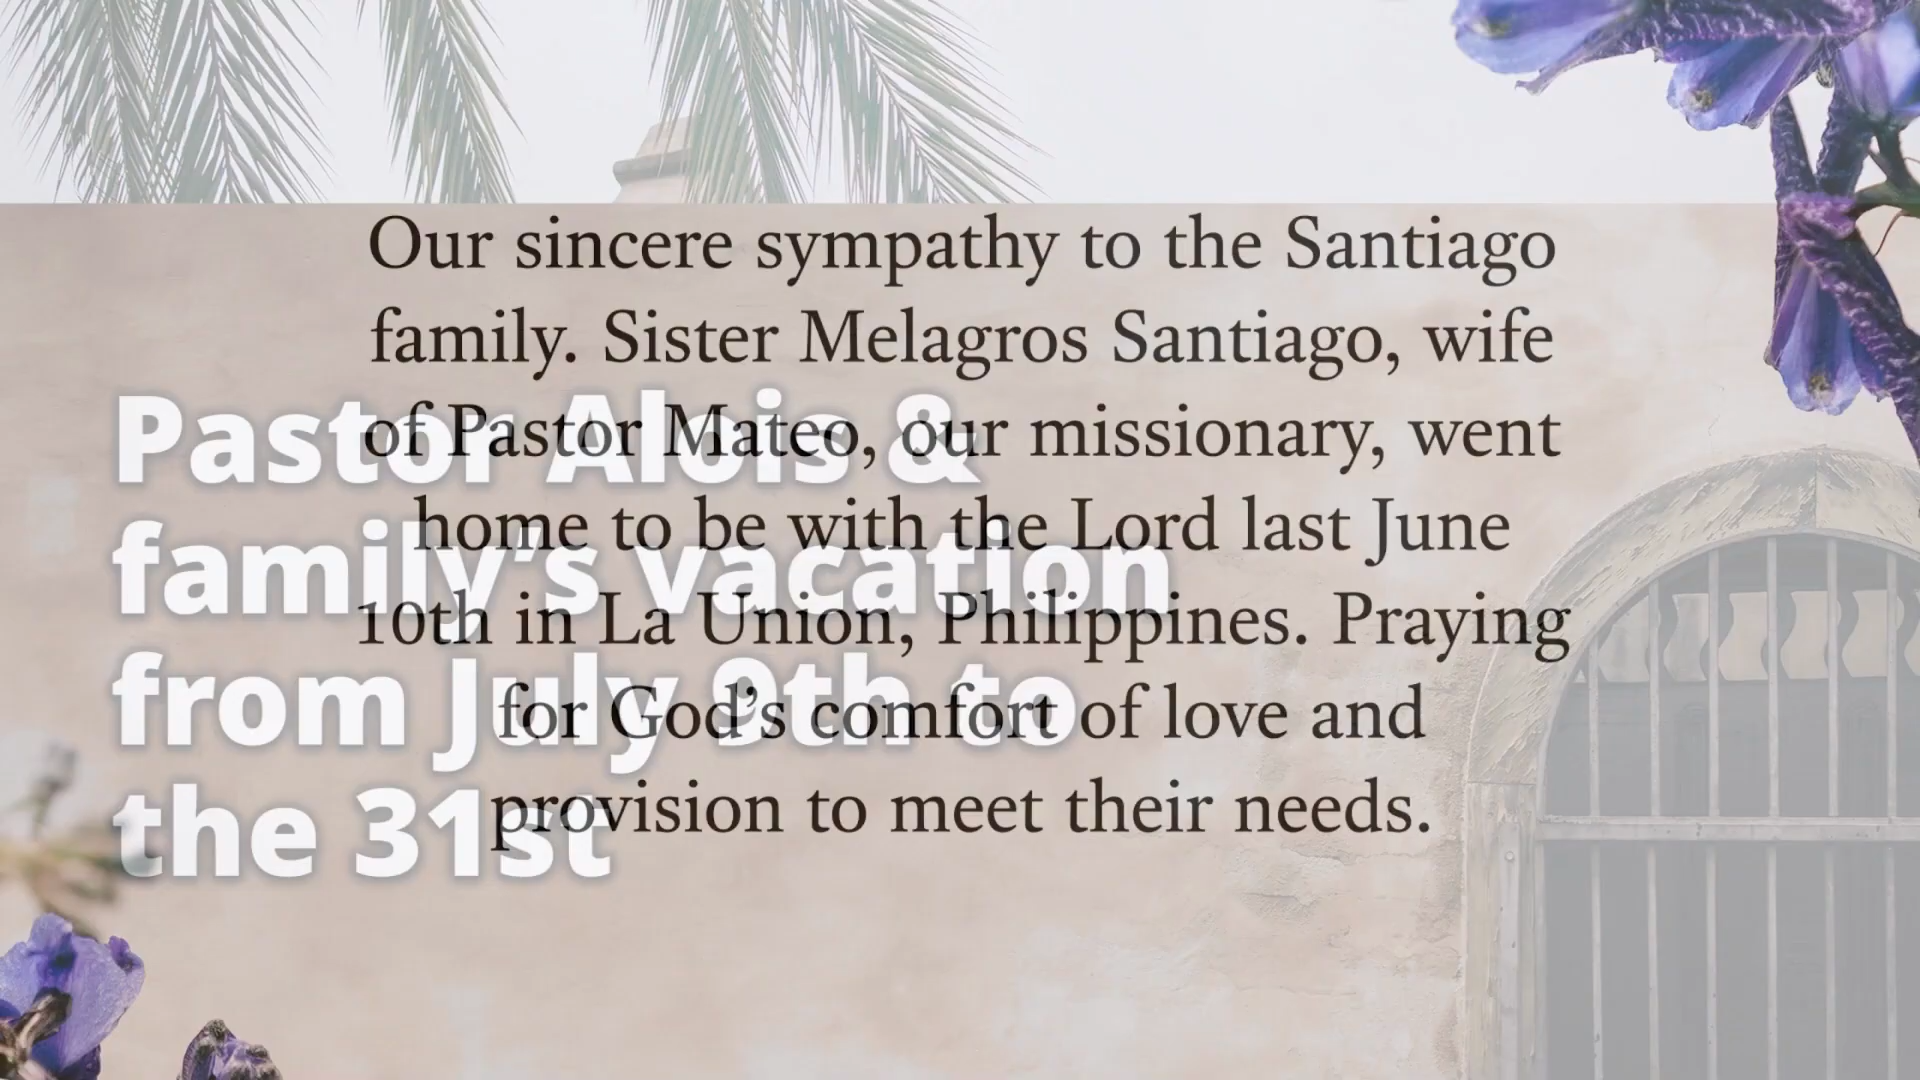 Our sincere sympathy to the Santiago
family. Sister Melagros Santiago, wife
of Pastor Mateo, our missionary, went
home to be with the Lord last June
10th in La Union, Philippines. Praying
for God's comfort of love and
provision to meet their needs.
Pastor Alois &
family's vacation
from July 9th to
the 31st